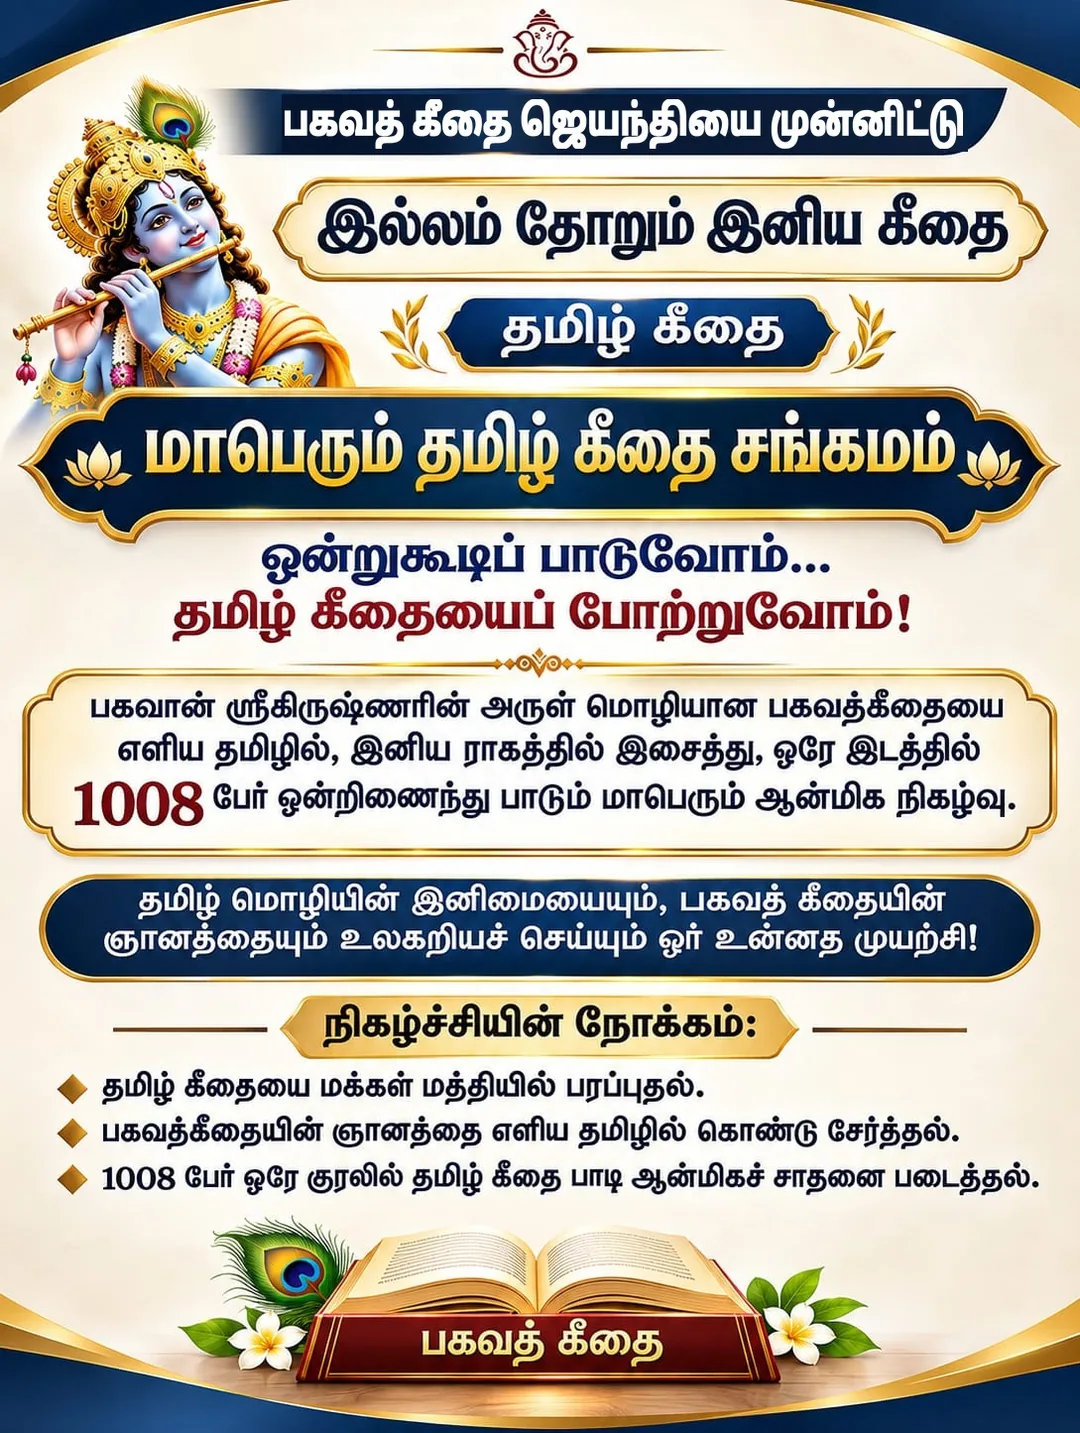 பகவத் கீதை ஜெயந்தியை முன்னிட்டு
இல்லம் தோறும் இனிய கீதை
தமிழ் கீதை
மாபெரும் தமிழ் கீதை சங்கமம்
ஒன்றுகூடிப் பாடுவோம்...
தமிழ் கீதையைப் போற்றுவோம்!
பகவான் ஸ்ரீகிருஷ்ணரின் அருள் மொழியான பகவத்கீதையை
எளிய தமிழில், இனிய ராகத்தில் இசைத்து, ஒரே இடத்தில்
1008 பேர் ஒன்றிணைந்து பாடும் மாபெரும் ஆன்மிக நிகழ்வு.
தமிழ் மொழியின் இனிமையையும், பகவத் கீதையின்
ஞானத்தையும் உலகறியச் செய்யும் ஓர் உன்னத முயற்சி!
நிகழ்ச்சியின் நோக்கம்:
தமிழ் கீதையை மக்கள் மத்தியில் பரப்புதல்.
பகவத்கீதையின் ஞானத்தை எளிய தமிழில் கொண்டு சேர்த்தல்.
1008 பேர் ஒரே குரலில் தமிழ் கீதை பாடி ஆன்மிகச் சாதனை படைத்தல்.
பகவத் கீதை